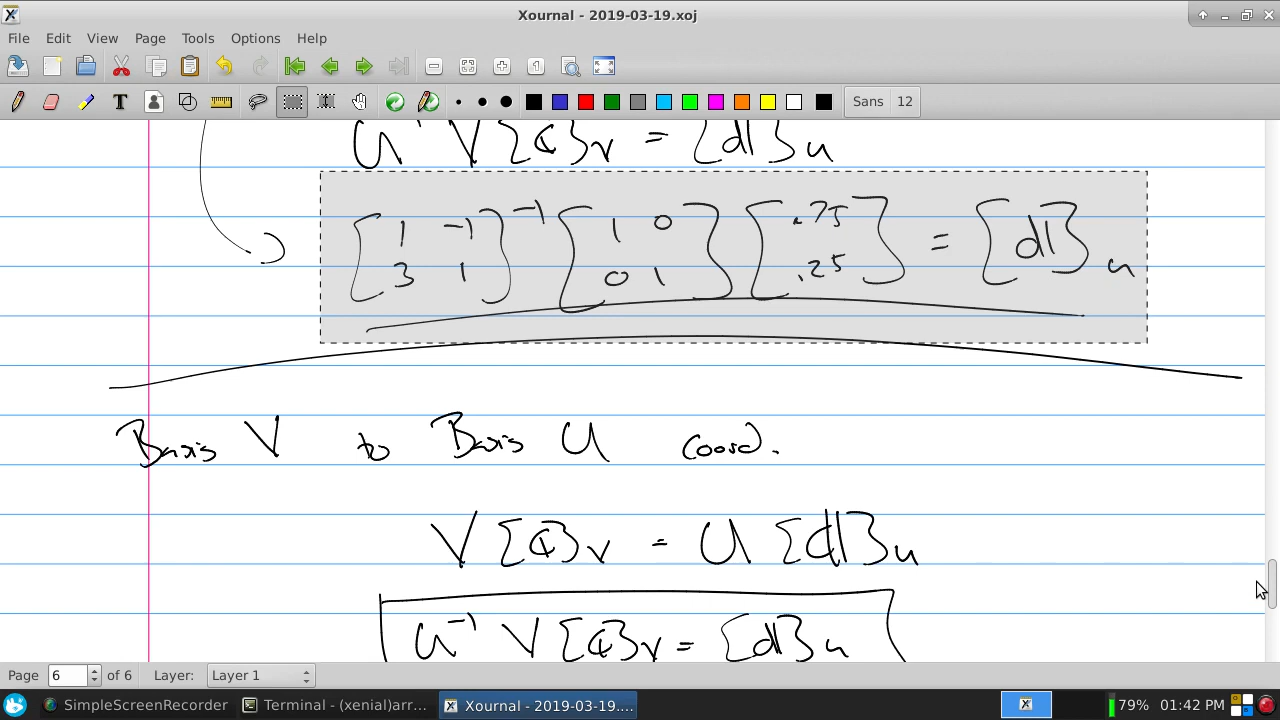 Xournal - 2019-03-19.xoj
File Edit View Page Tools Options Help
Sans 12
U⁻¹ V [c]v = [d]u
[1 -1]⁻¹ [1 0] [.75] = [d]u
[3 1] [0 1] [.25]
Basis V to Basis U coord.
V [c]v = U [d]u
U⁻¹ V [c]v = [d]u
Page 6 of 6 Layer: Layer 1
SimpleScreenRecorder Terminal - (xenial)arr... Xournal - 2019-03-19.... 79% 01:42 PM